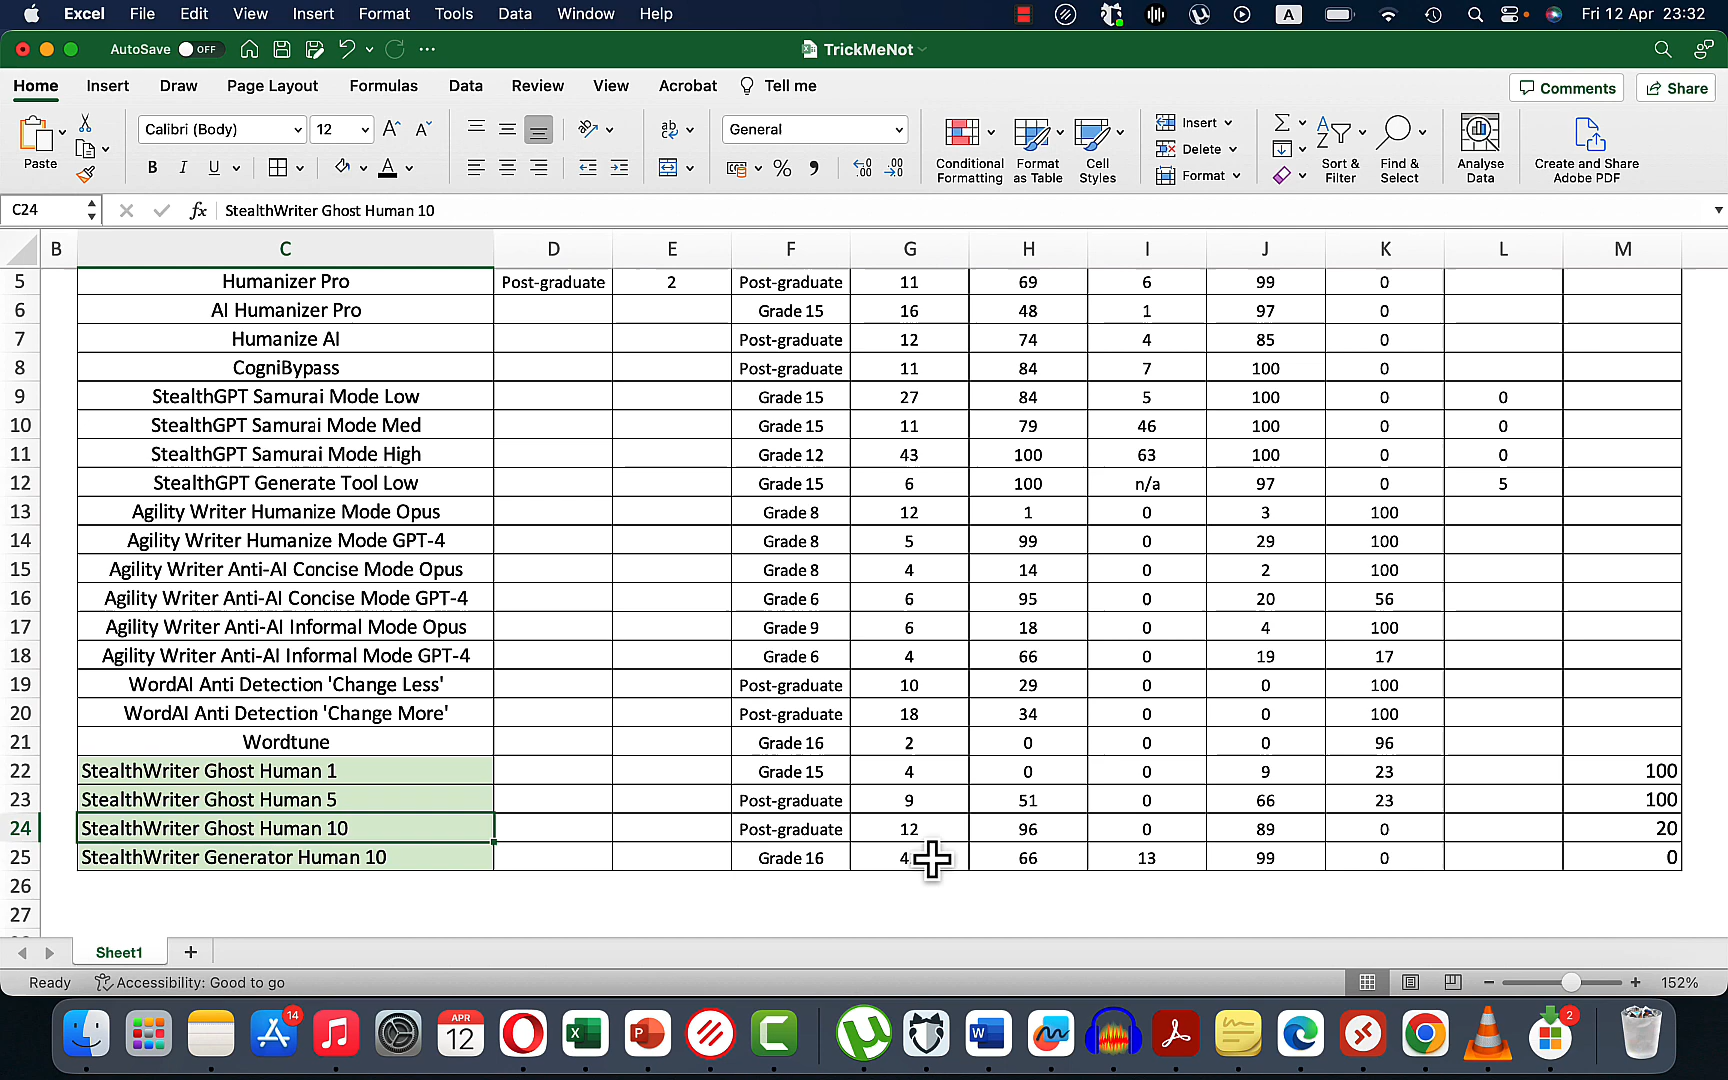 Excel File Edit View Insert Format Tools Data Window Help A Fri 12 Apr 23:32
AutoSave OFF TrickMeNot
Home Insert Draw Page Layout Formulas Data Review View Acrobat Tell me Comments Share
Paste Calibri (Body) 12 A A ab General Insert Delete Format
B I U A % Conditional Formatting Format as Table Cell Styles Sort & Filter Find & Select Analyse Data Create and Share Adobe PDF
C24 fx StealthWriter Ghost Human 10
B C D E F G H I J K L M
5 Humanizer Pro Post-graduate 2 Post-graduate 11 69 6 99 0
6 AI Humanizer Pro Grade 15 16 48 1 97 0
7 Humanize AI Post-graduate 12 74 4 85 0
8 CogniBypass Post-graduate 11 84 7 100 0
9 StealthGPT Samurai Mode Low Grade 15 27 84 5 100 0 0
10 StealthGPT Samurai Mode Med Grade 15 11 79 46 100 0 0
11 StealthGPT Samurai Mode High Grade 12 43 100 63 100 0 0
12 StealthGPT Generate Tool Low Grade 15 6 100 n/a 97 0 5
13 Agility Writer Humanize Mode Opus Grade 8 12 1 0 3 100
14 Agility Writer Humanize Mode GPT-4 Grade 8 5 99 0 29 100
15 Agility Writer Anti-AI Concise Mode Opus Grade 8 4 14 0 2 100
16 Agility Writer Anti-AI Concise Mode GPT-4 Grade 6 6 95 0 20 56
17 Agility Writer Anti-AI Informal Mode Opus Grade 9 6 18 0 4 100
18 Agility Writer Anti-AI Informal Mode GPT-4 Grade 6 4 66 0 19 17
19 WordAI Anti Detection 'Change Less' Post-graduate 10 29 0 0 100
20 WordAI Anti Detection 'Change More' Post-graduate 18 34 0 0 100
21 Wordtune Grade 16 2 0 0 0 96
22 StealthWriter Ghost Human 1 Grade 15 4 0 0 9 23 100
23 StealthWriter Ghost Human 5 Post-graduate 9 51 0 66 23 100
24 StealthWriter Ghost Human 10 Post-graduate 12 96 0 89 0 20
25 StealthWriter Generator Human 10 Grade 16 66 13 99 0 0
26
27
Sheet1
Ready Accessibility: Good to go 152%
14 APR 12 2